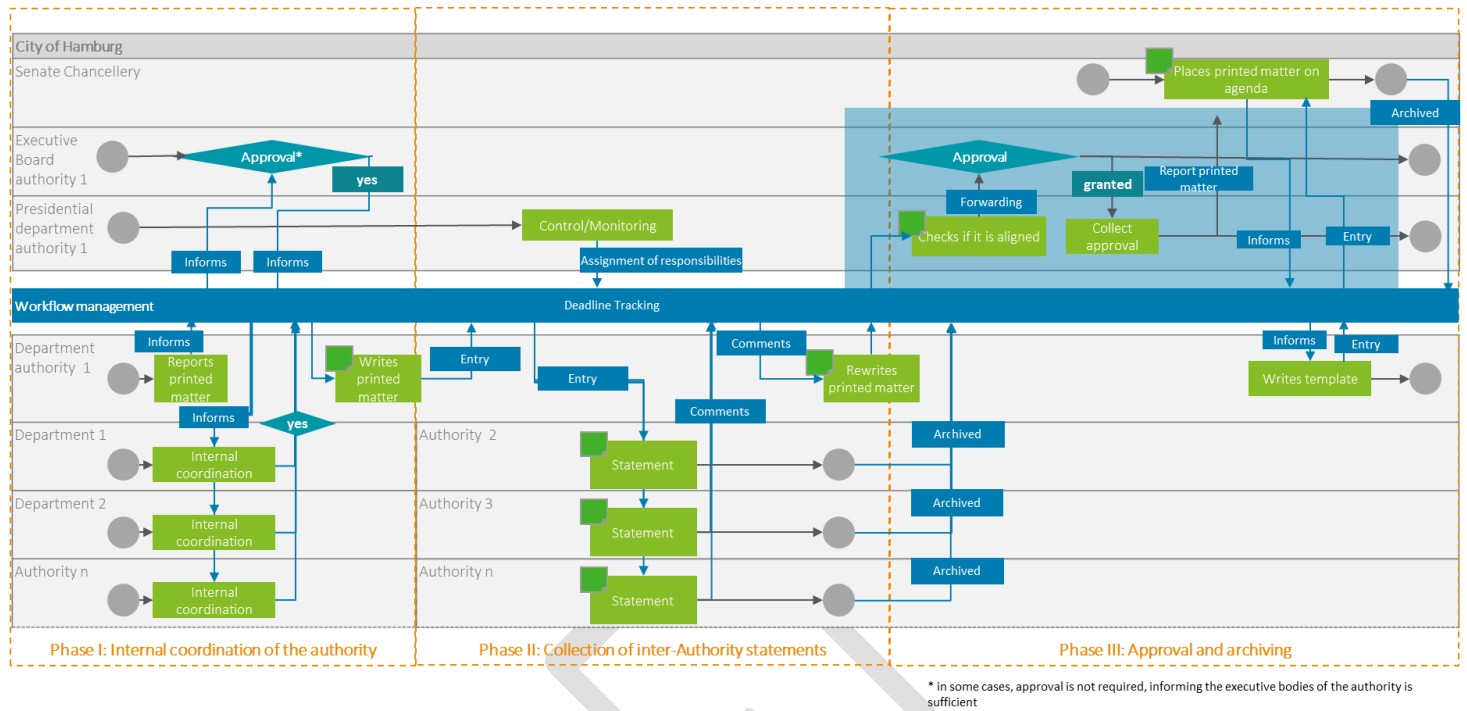 City of Hamburg
Senate Chancellery
Places printed matter on
agenda
Archived
Executive
Board
authority 1
Approval*
yes
Approval
granted
Report printed
matter
Forwarding
Presidential
department
authority 1
Control/Monitoring
Checks if it is aligned
Collect
approval
Informs
Entry
Informs
Informs
Assignment of responsibilities
Workflow management
Deadline Tracking
Department
authority 1
Informs
Reports
printed
matter
Writes
printed
matter
Entry
Entry
Comments
Rewrites
printed matter
Informs
Entry
Writes template
Informs
yes
Comments
Department 1
Internal
coordination
Authority 2
Statement
Archived
Department 2
Internal
coordination
Authority 3
Statement
Archived
Authority n
Internal
coordination
Authority n
Statement
Archived
Phase I: Internal coordination of the authority
Phase II: Collection of inter-Authority statements
Phase III: Approval and archiving
* in some cases, approval is not required, informing the executive bodies of the authority is
sufficient